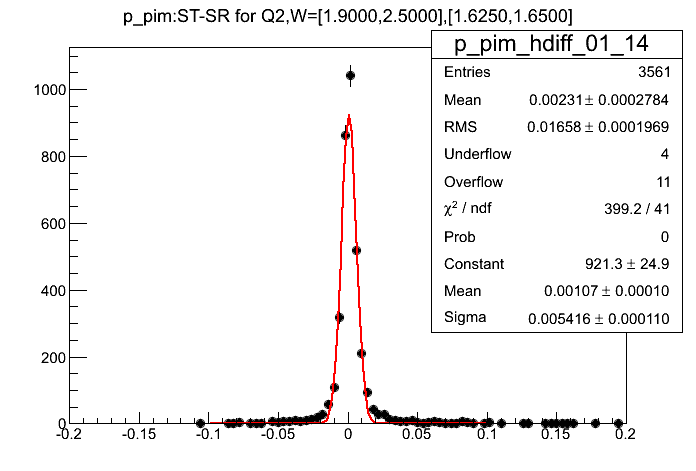 p_pim:ST-SR for Q2,W=[1.9000,2.5000],[1.6250,1.6500]
p_pim_hdiff_01_14
Entries 3561
Mean 0.00231 ± 0.0002784
RMS 0.01658 ± 0.0001969
Underflow 4
Overflow 11
χ² / ndf 399.2 / 41
Prob 0
Constant 921.3 ± 24.9
Mean 0.00107 ± 0.00010
Sigma 0.005416 ± 0.000110
1000
800
600
400
200
0
-0.2 -0.15 -0.1 -0.05 0 0.05 0.1 0.15 0.2